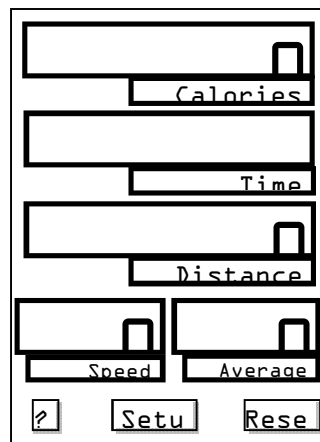 Calories
Time
Distance
Speed Average
? Setu Rese